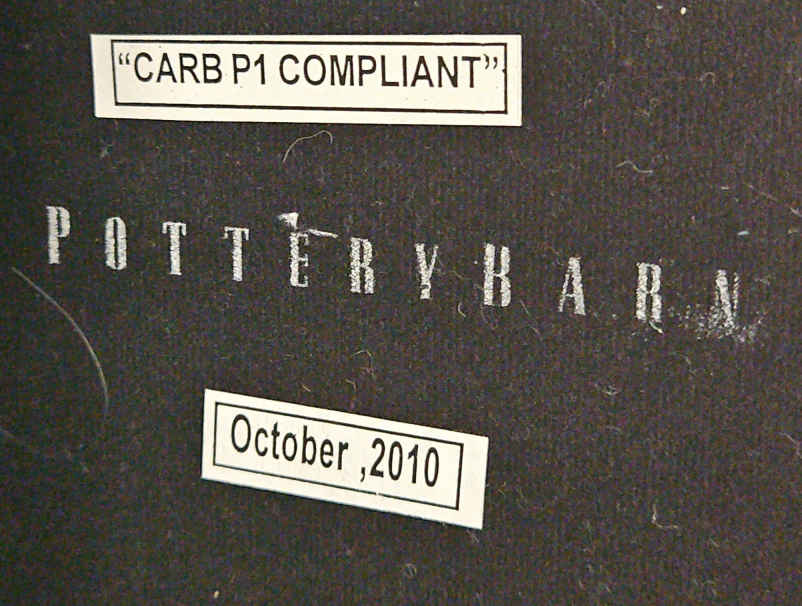 “CARB P1 COMPLIANT”
POTTERYBARN
October ,2010